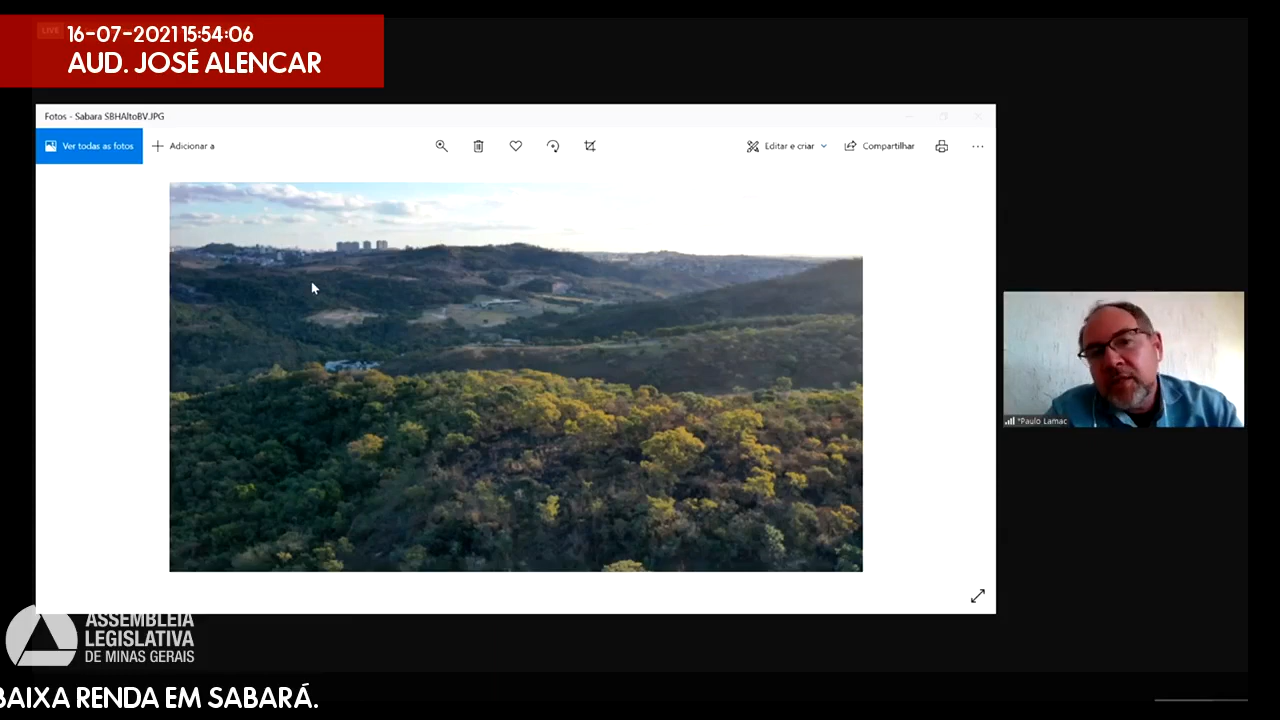 LIVE
16-07-2021 15:54:06
AUD. JOSÉ ALENCAR
Fotos - Sabara SBHAltoBV.JPG
Ver todas as fotos
Adicionar a
Editar e criar
Compartilhar
*Paulo Lamac
ASSEMBLEIA
LEGISLATIVA
DE MINAS GERAIS
BAIXA RENDA EM SABARÁ.